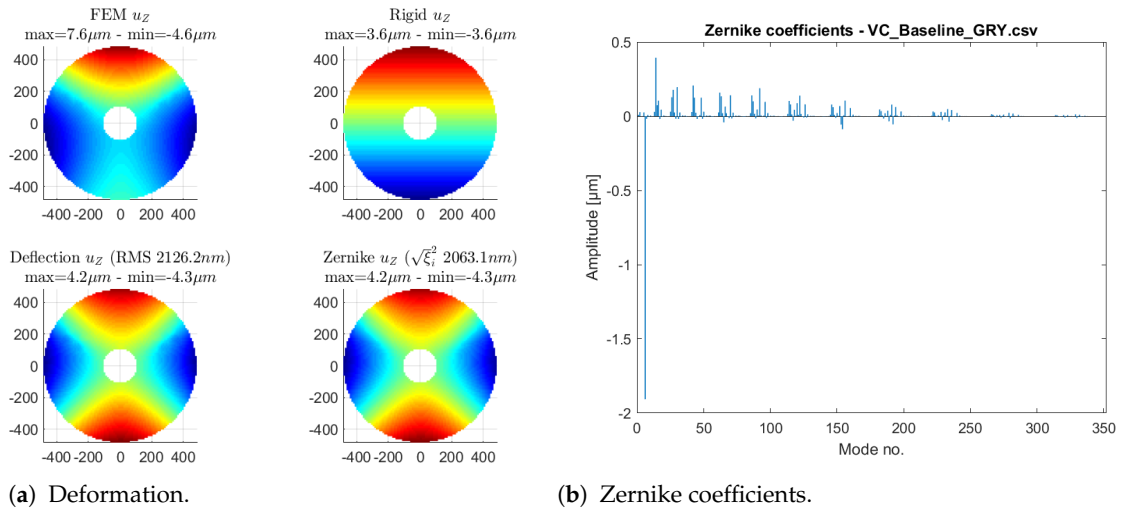 FEM u_Z
max=7.6μm - min=-4.6μm
400
200
0
-200
-400
-400 -200 0 200 400
Rigid u_Z
max=3.6μm - min=-3.6μm
400
200
0
-200
-400
-400 -200 0 200 400
Deflection u_Z (RMS 2126.2nm)
max=4.2μm - min=-4.3μm
400
200
0
-200
-400
-400 -200 0 200 400
Zernike u_Z (√ξ_i^2 2063.1nm)
max=4.2μm - min=-4.3μm
400
200
0
-200
-400
-400 -200 0 200 400
(a) Deformation.
Zernike coefficients - VC_Baseline_GRY.csv
Amplitude [μm]
0.5
0
-0.5
-1
-1.5
-2
0 50 100 150 200 250 300 350
Mode no.
(b) Zernike coefficients.